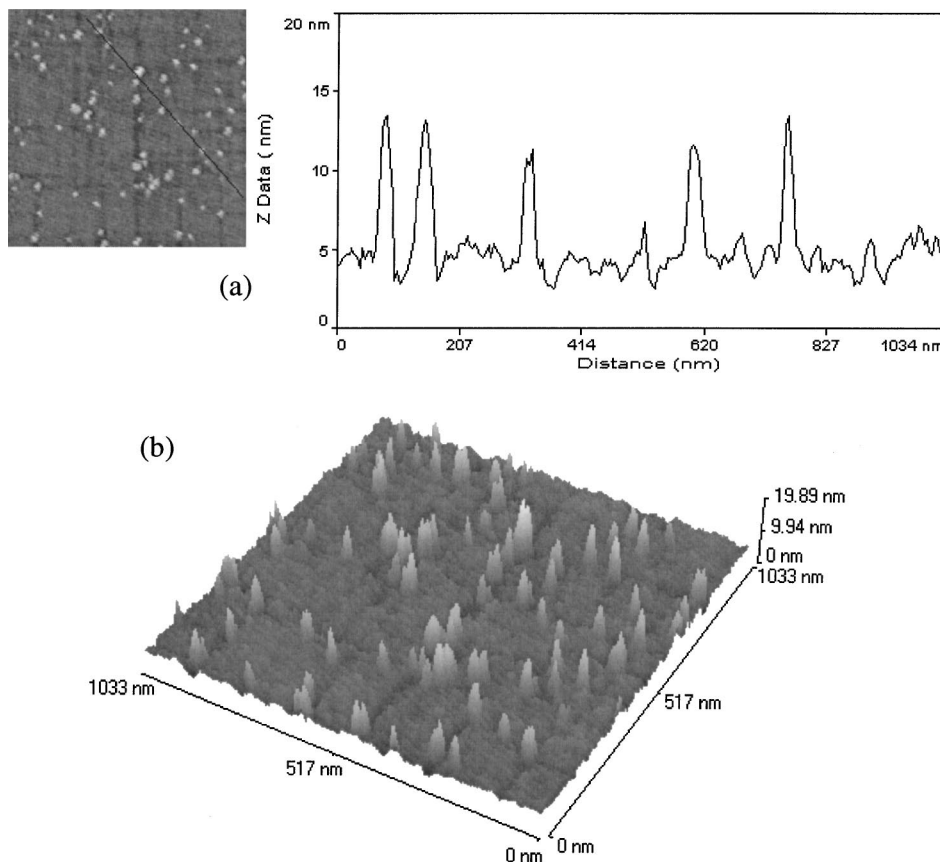 20 nm
15
10
5
0
Z Data ( nm)
0 207 414 620 827 1034 nm
Distance (nm)
(a)
(b)
19.89 nm
9.94 nm
0 nm
1033 nm
517 nm
0 nm
1033 nm
517 nm
0 nm